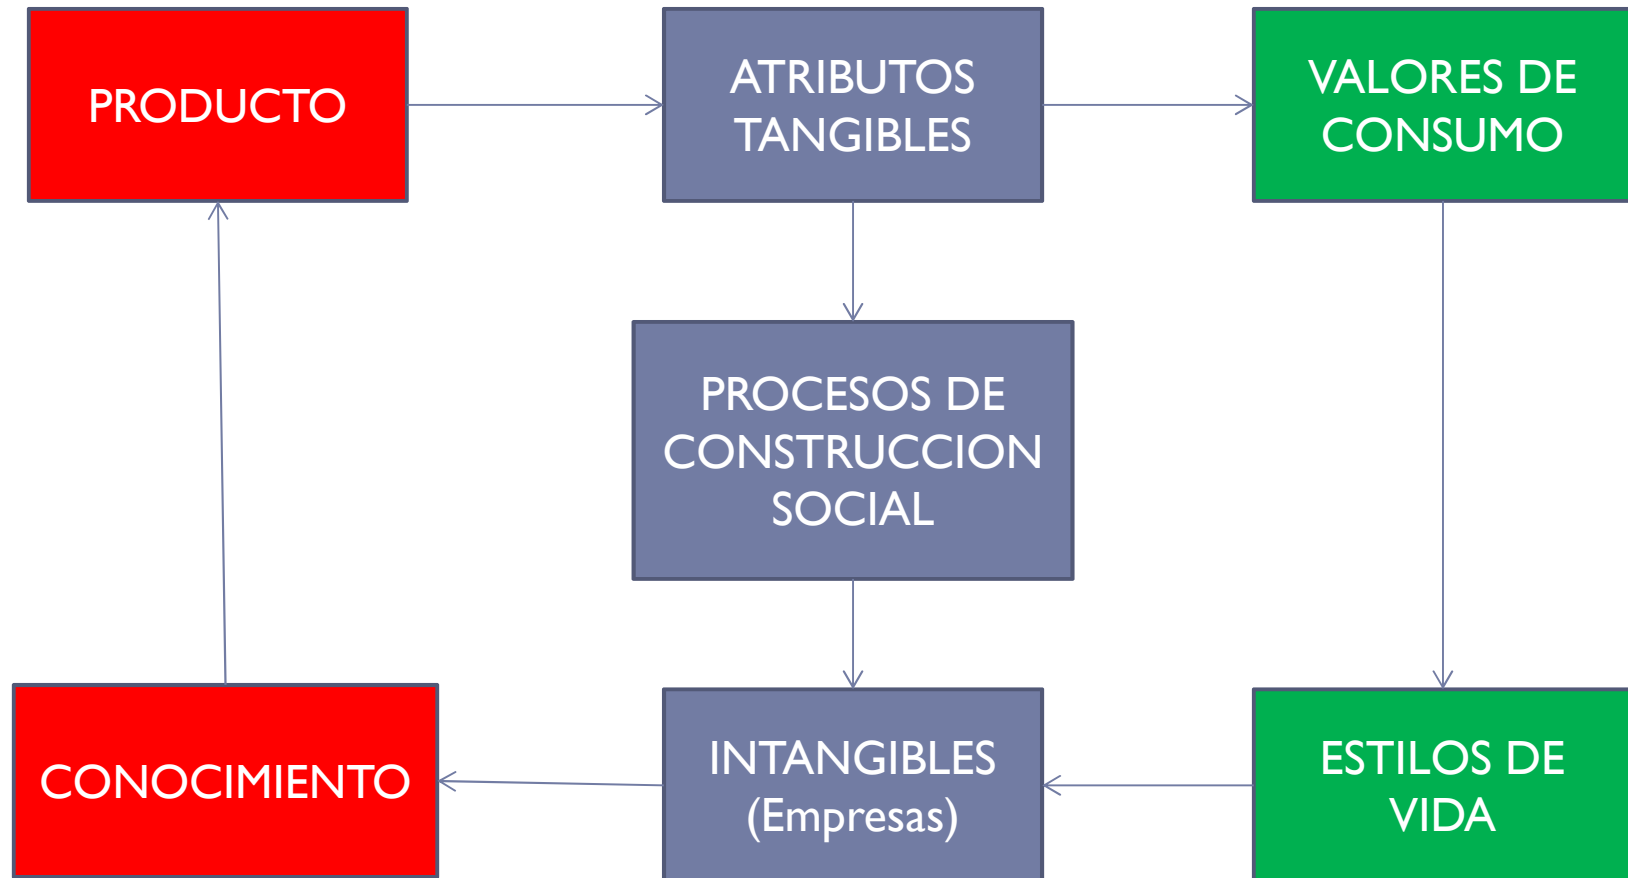 PRODUCTO
ATRIBUTOS
TANGIBLES
VALORES DE
CONSUMO
PROCESOS DE
CONSTRUCCION
SOCIAL
CONOCIMIENTO
INTANGIBLES
(Empresas)
ESTILOS DE
VIDA